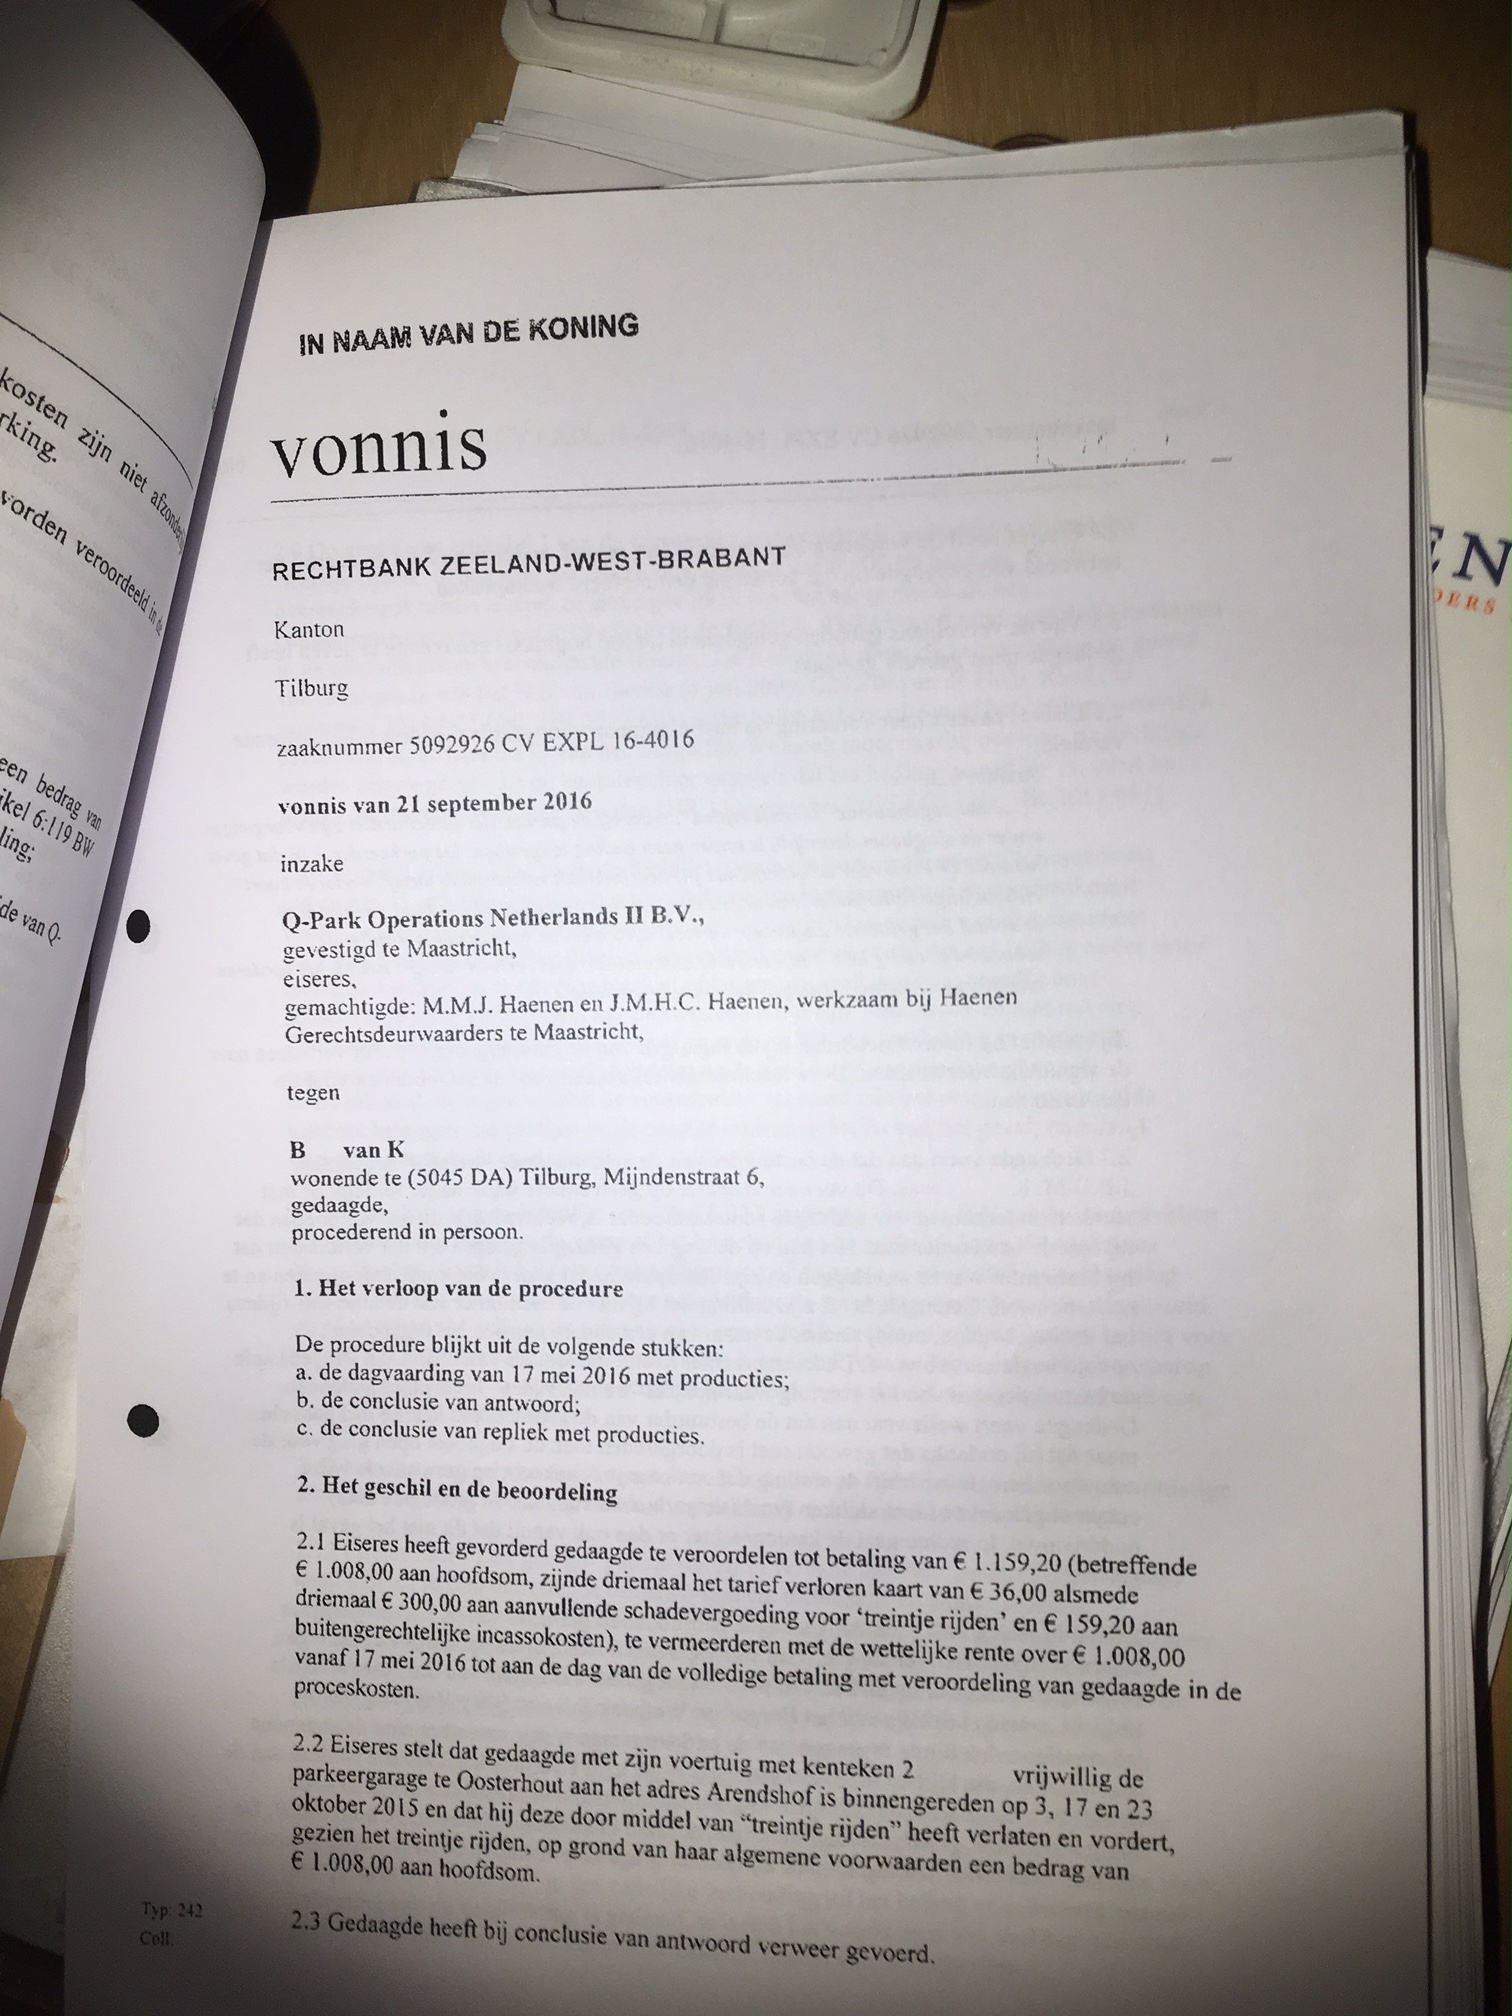 kosten zijn niet afzonderlij
rking.
worden veroordeeld in de
een bedrag van
ikel 6:119 BW
ling;
de van Q-
IN NAAM VAN DE KONING
vonnis
RECHTBANK ZEELAND-WEST-BRABANT
Kanton
Tilburg
zaaknummer 5092926 CV EXPL 16-4016
vonnis van 21 september 2016
inzake
Q-Park Operations Netherlands II B.V.,
gevestigd te Maastricht,
eiseres,
gemachtigde: M.M.J. Haenen en J.M.H.C. Haenen, werkzaam bij Haenen
Gerechtsdeurwaarders te Maastricht,
tegen
B van K
wonende te (5045 DA) Tilburg, Mijndenstraat 6,
gedaagde,
procederend in persoon.
1. Het verloop van de procedure
De procedure blijkt uit de volgende stukken:
a. de dagvaarding van 17 mei 2016 met producties;
b. de conclusie van antwoord;
c. de conclusie van repliek met producties.
2. Het geschil en de beoordeling
2.1 Eiseres heeft gevorderd gedaagde te veroordelen tot betaling van € 1.159,20 (betreffende
€ 1.008,00 aan hoofdsom, zijnde driemaal het tarief verloren kaart van € 36,00 alsmede
driemaal € 300,00 aan aanvullende schadevergoeding voor ‘treintje rijden’ en € 159,20 aan
buitengerechtelijke incassokosten), te vermeerderen met de wettelijke rente over € 1.008,00
vanaf 17 mei 2016 tot aan de dag van de volledige betaling met veroordeling van gedaagde in de
proceskosten.
2.2 Eiseres stelt dat gedaagde met zijn voertuig met kenteken 2 vrijwillig de
parkeergarage te Oosterhout aan het adres Arendshof is binnengereden op 3, 17 en 23
oktober 2015 en dat hij deze door middel van “treintje rijden” heeft verlaten en vordert,
gezien het treintje rijden, op grond van haar algemene voorwaarden een bedrag van
€ 1.008,00 aan hoofdsom.
2.3 Gedaagde heeft bij conclusie van antwoord verweer gevoerd.
Typ: 242
Coll.
EN
DERS